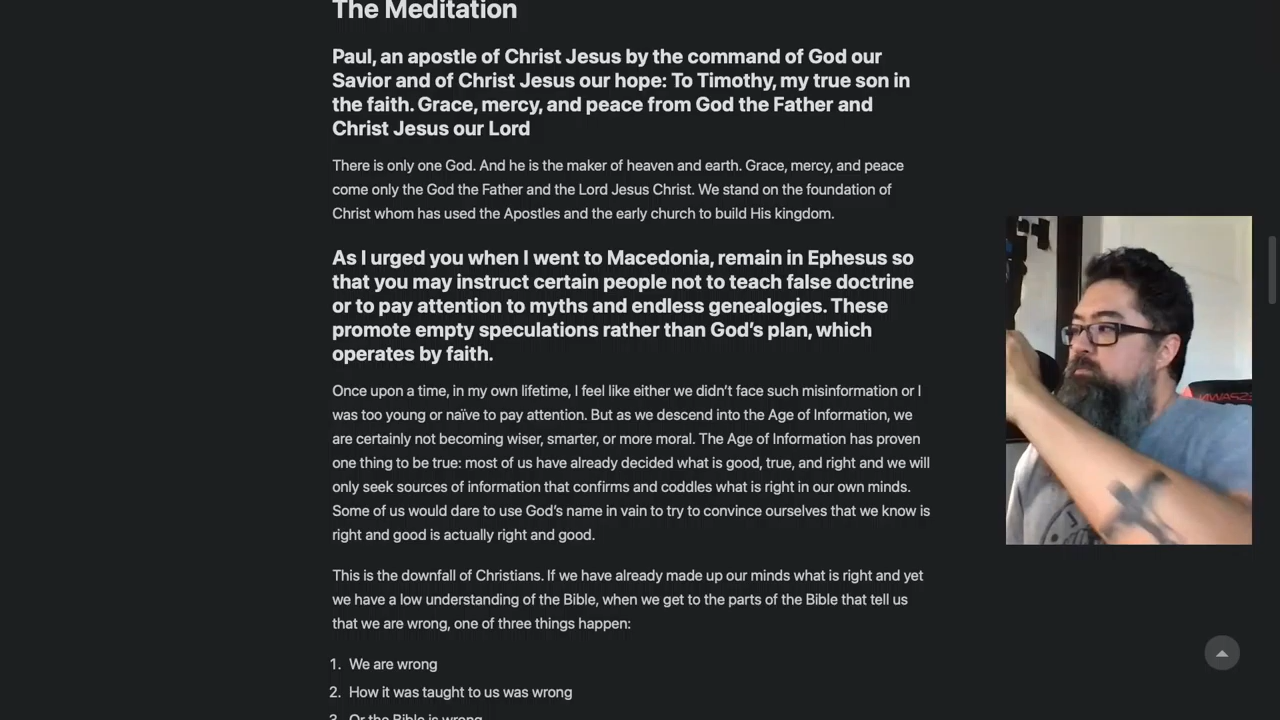 The Meditation
Paul, an apostle of Christ Jesus by the command of God our
Savior and of Christ Jesus our hope: To Timothy, my true son in
the faith. Grace, mercy, and peace from God the Father and
Christ Jesus our Lord
There is only one God. And he is the maker of heaven and earth. Grace, mercy, and peace
come only the God the Father and the Lord Jesus Christ. We stand on the foundation of
Christ whom has used the Apostles and the early church to build His kingdom.
As I urged you when I went to Macedonia, remain in Ephesus so
that you may instruct certain people not to teach false doctrine
or to pay attention to myths and endless genealogies. These
promote empty speculations rather than God’s plan, which
operates by faith.
Once upon a time, in my own lifetime, I feel like either we didn’t face such misinformation or I
was too young or naïve to pay attention. But as we descend into the Age of Information, we
are certainly not becoming wiser, smarter, or more moral. The Age of Information has proven
one thing to be true: most of us have already decided what is good, true, and right and we will
only seek sources of information that confirms and coddles what is right in our own minds.
Some of us would dare to use God’s name in vain to try to convince ourselves that we know is
right and good is actually right and good.
This is the downfall of Christians. If we have already made up our minds what is right and yet
we have a low understanding of the Bible, when we get to the parts of the Bible that tell us
that we are wrong, one of three things happen:
1. We are wrong
2. How it was taught to us was wrong
3. Or the Bible is wrong